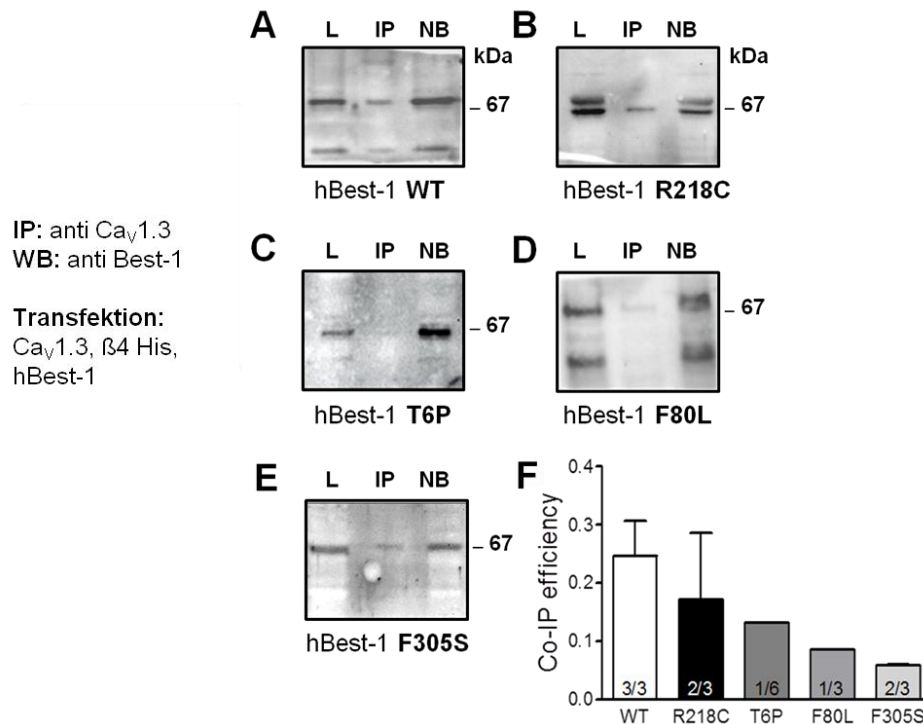 A L IP NB
kDa
67
hBest-1 WT
B L IP NB
kDa
67
hBest-1 R218C
IP: anti CaV1.3
WB: anti Best-1
Transfektion:
CaV1.3, ß4 His,
hBest-1
C L IP NB
67
hBest-1 T6P
D L IP NB
67
hBest-1 F80L
E L IP NB
67
hBest-1 F305S
F
Co-IP efficiency
0.4
0.3
0.2
0.1
0.0
3/3 2/3 1/6 1/3 2/3
WT R218C T6P F80L F305S